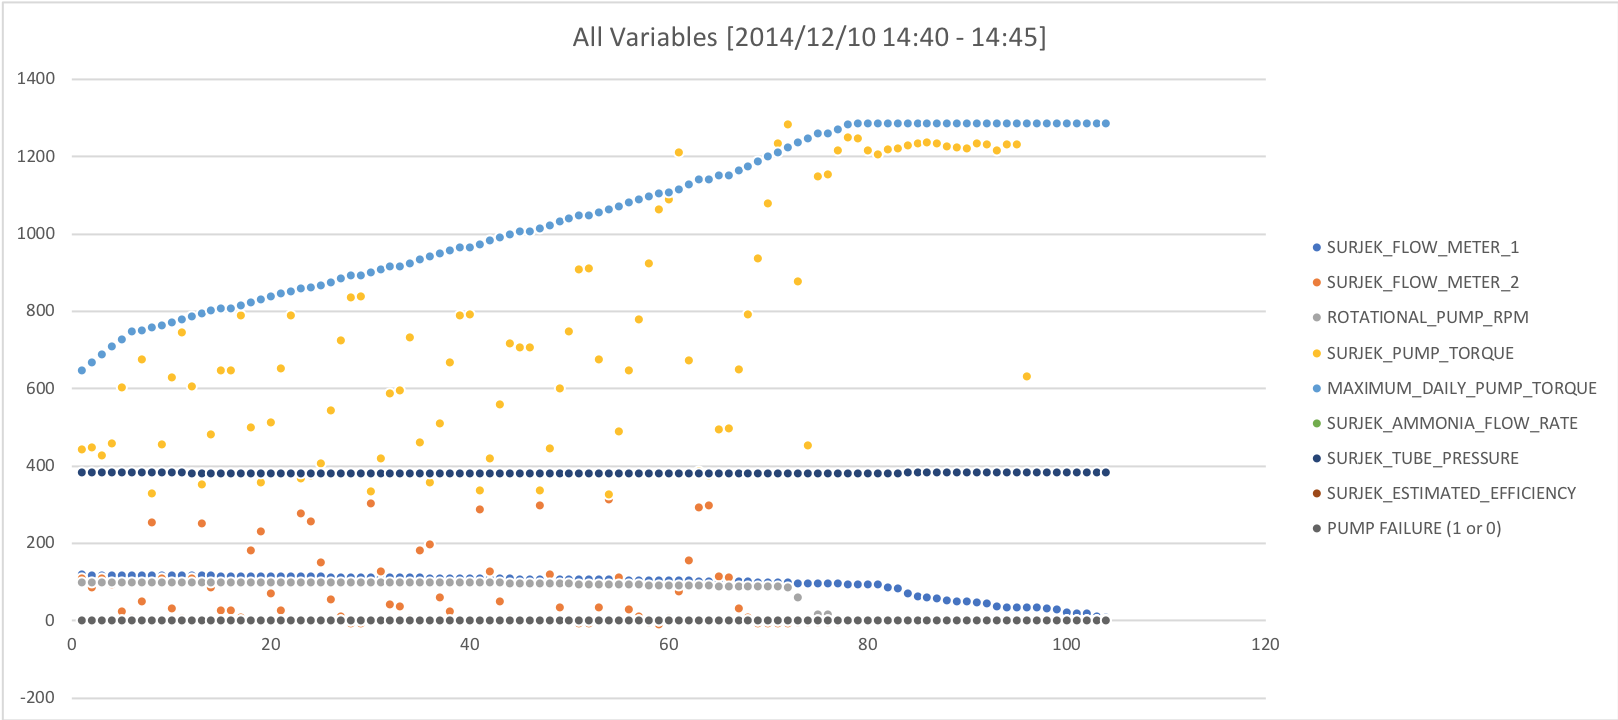 All Variables [2014/12/10 14:40 - 14:45]
1400
1200
1000
800
600
400
200
0
-200
0 20 40 60 80 100 120
SURJEK_FLOW_METER_1
SURJEK_FLOW_METER_2
ROTATIONAL_PUMP_RPM
SURJEK_PUMP_TORQUE
MAXIMUM_DAILY_PUMP_TORQUE
SURJEK_AMMONIA_FLOW_RATE
SURJEK_TUBE_PRESSURE
SURJEK_ESTIMATED_EFFICIENCY
PUMP FAILURE (1 or 0)